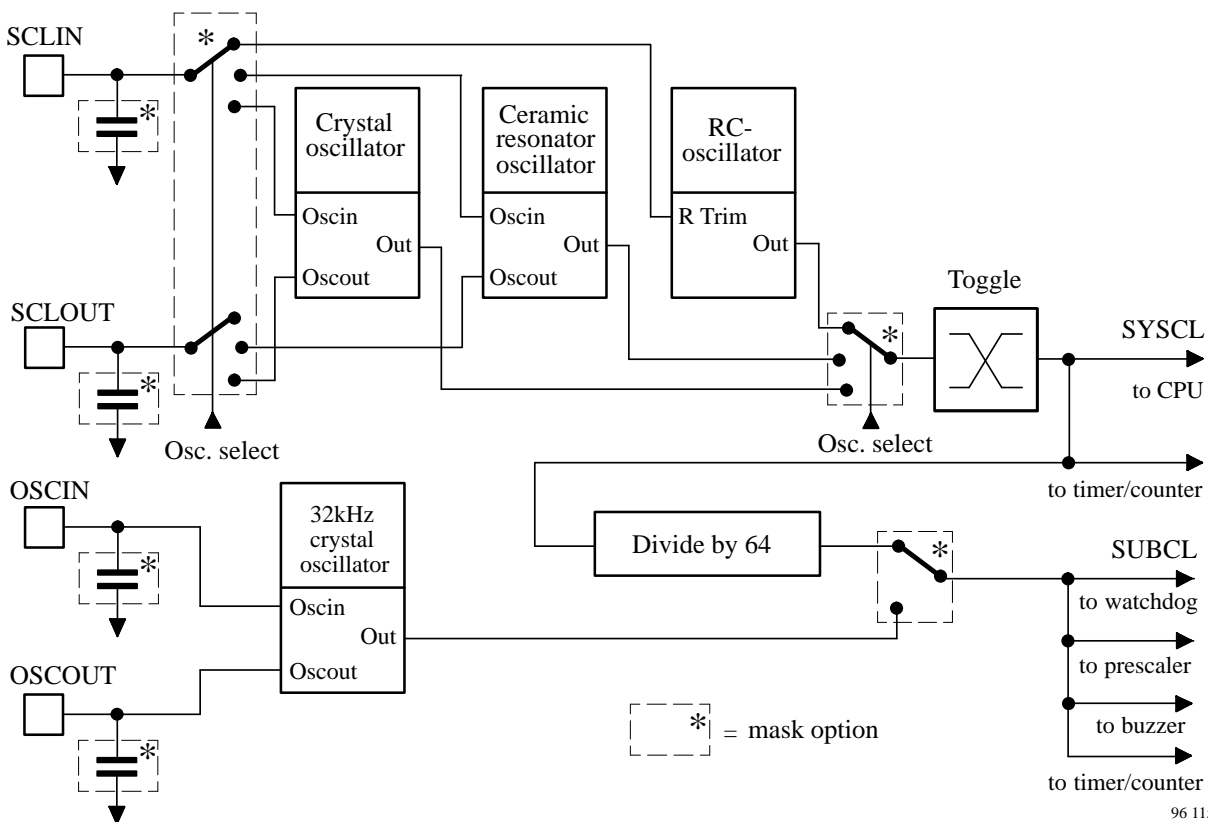 SCLIN
*
*
Crystal
oscillator
Oscin
Out
Oscout
Ceramic
resonator
oscillator
Oscin
Out
Oscout
RC-
oscillator
R Trim
Out
SCLOUT
*
Osc. select
*
Osc. select
Toggle
SYSCL
to CPU
to timer/counter
OSCIN
*
32kHz
crystal
oscillator
Oscin
Out
Oscout
OSCOUT
*
Divide by 64
*
SUBCL
to watchdog
to prescaler
to buzzer
to timer/counter
* = mask option